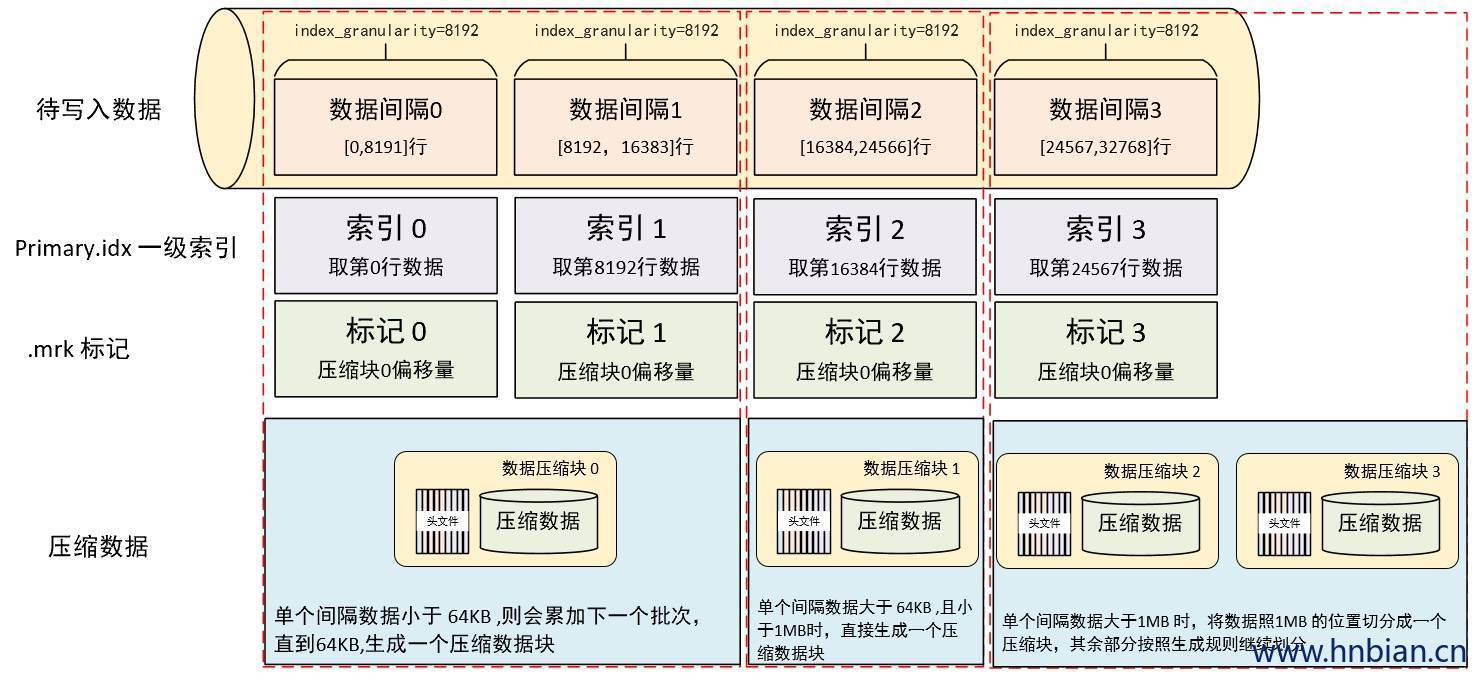 index_granularity=8192
index_granularity=8192
index_granularity=8192
index_granularity=8192
待写入数据
数据间隔0
[0,8191]行
数据间隔1
[8192，16383]行
数据间隔2
[16384,24566]行
数据间隔3
[24567,32768]行
Primary.idx 一级索引
索引 0
取第0行数据
索引 1
取第8192行数据
索引 2
取第16384行数据
索引 3
取第24567行数据
.mrk 标记
标记 0
压缩块0偏移量
标记 1
压缩块0偏移量
标记 2
压缩块0偏移量
标记 3
压缩块0偏移量
压缩数据
数据压缩块 0
头文件
压缩数据
单个间隔数据小于 64KB ,则会累加下一个批次，
直到64KB,生成一个压缩数据块
数据压缩块 1
头文件
压缩数据
单个间隔数据大于 64KB ,且小
于1MB时，直接生成一个压
缩数据块
数据压缩块 2
头文件
压缩数据
数据压缩块 3
头文件
压缩数据
单个间隔数据大于1MB 时，将数据照1MB 的位置切分成一个
压缩块，其余部分按照生成规则继续划分
www.hnbian.cn